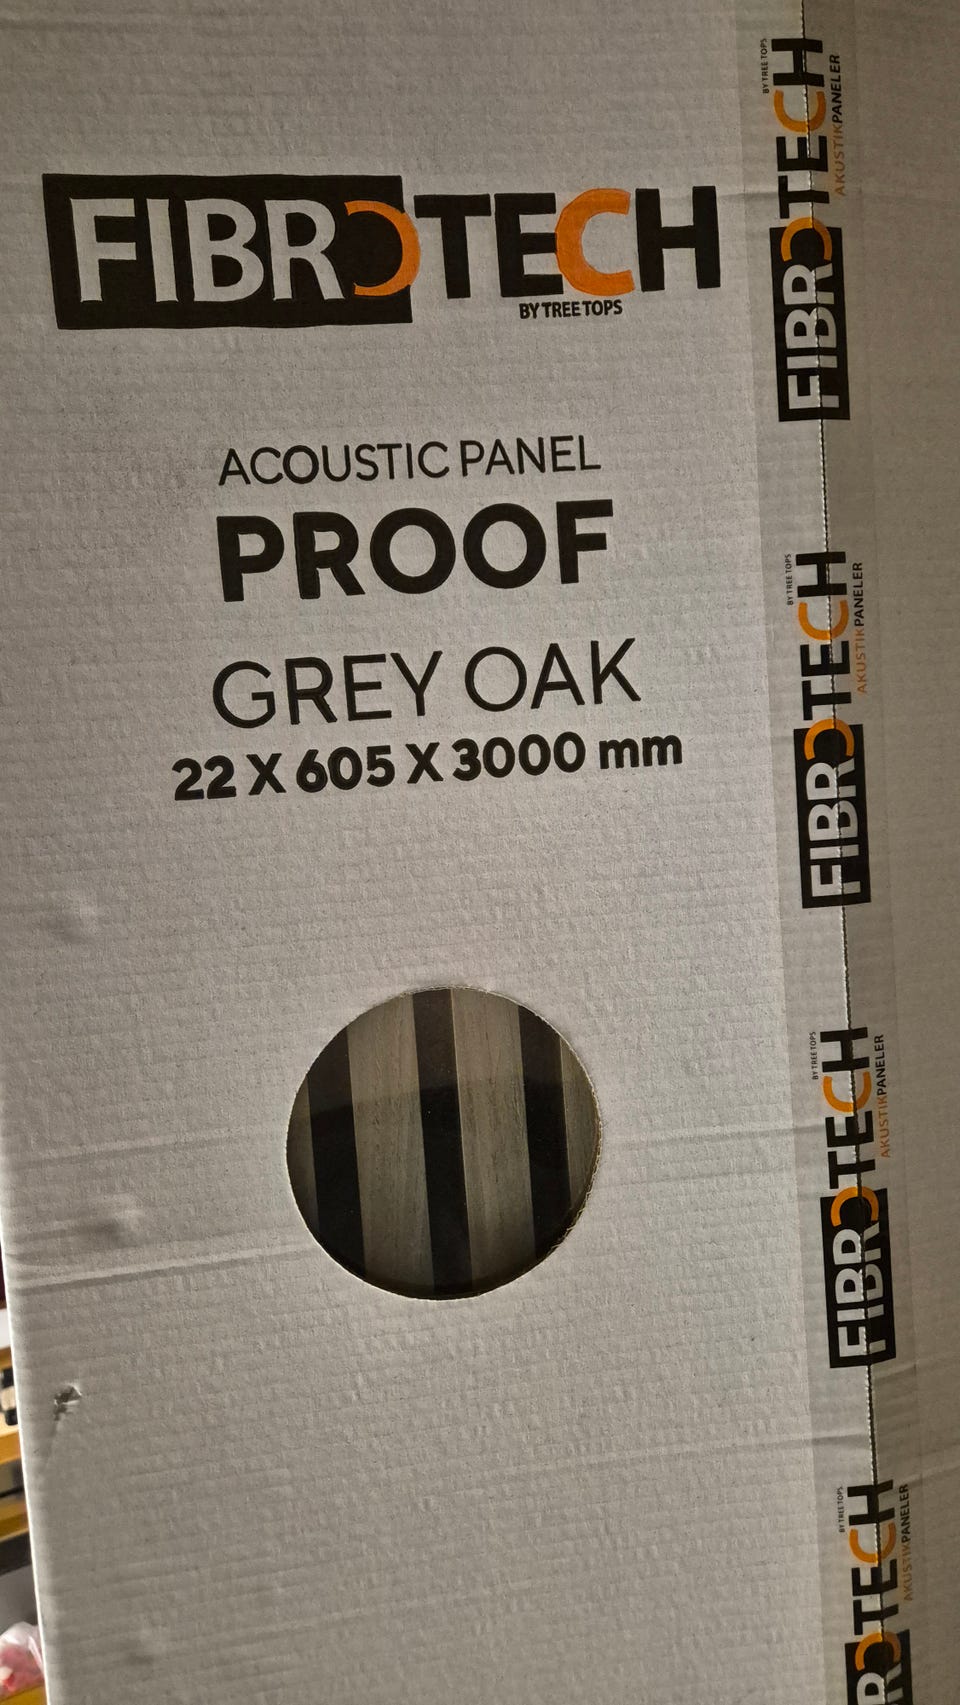 FIBROTECH
BY TREE TOPS
ACOUSTIC PANEL
PROOF
GREY OAK
22 X 605 X 3000 mm
BY TREE TOPS
FIBROTECH
AKUSTIKPANELER
BY TREE TOPS
FIBROTECH
AKUSTIKPANELER
BY TREE TOPS
FIBROTECH
AKUSTIKPANELER
BY TREE TOPS
ROTECH
AKUSTIKPANELER